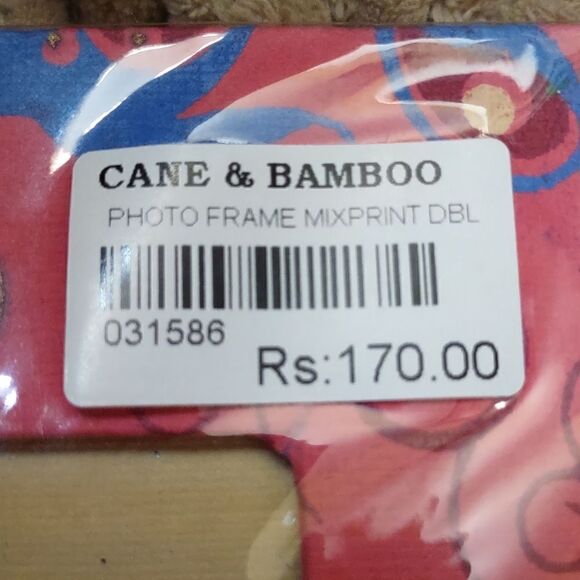 CANE & BAMBOO
PHOTO FRAME MIXPRINT DBL
031586
Rs:170.00